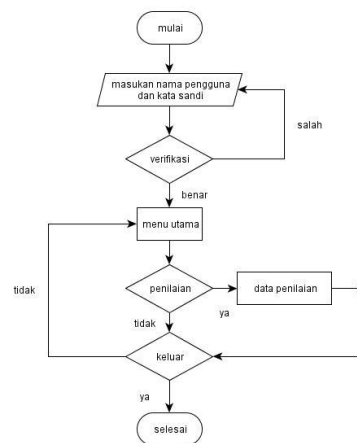 mulai
masukan nama pengguna
dan kata sandi
salah
verifikasi
benar
menu utama
tidak
penilaian
data penilaian
ya
tidak
keluar
ya
selesai